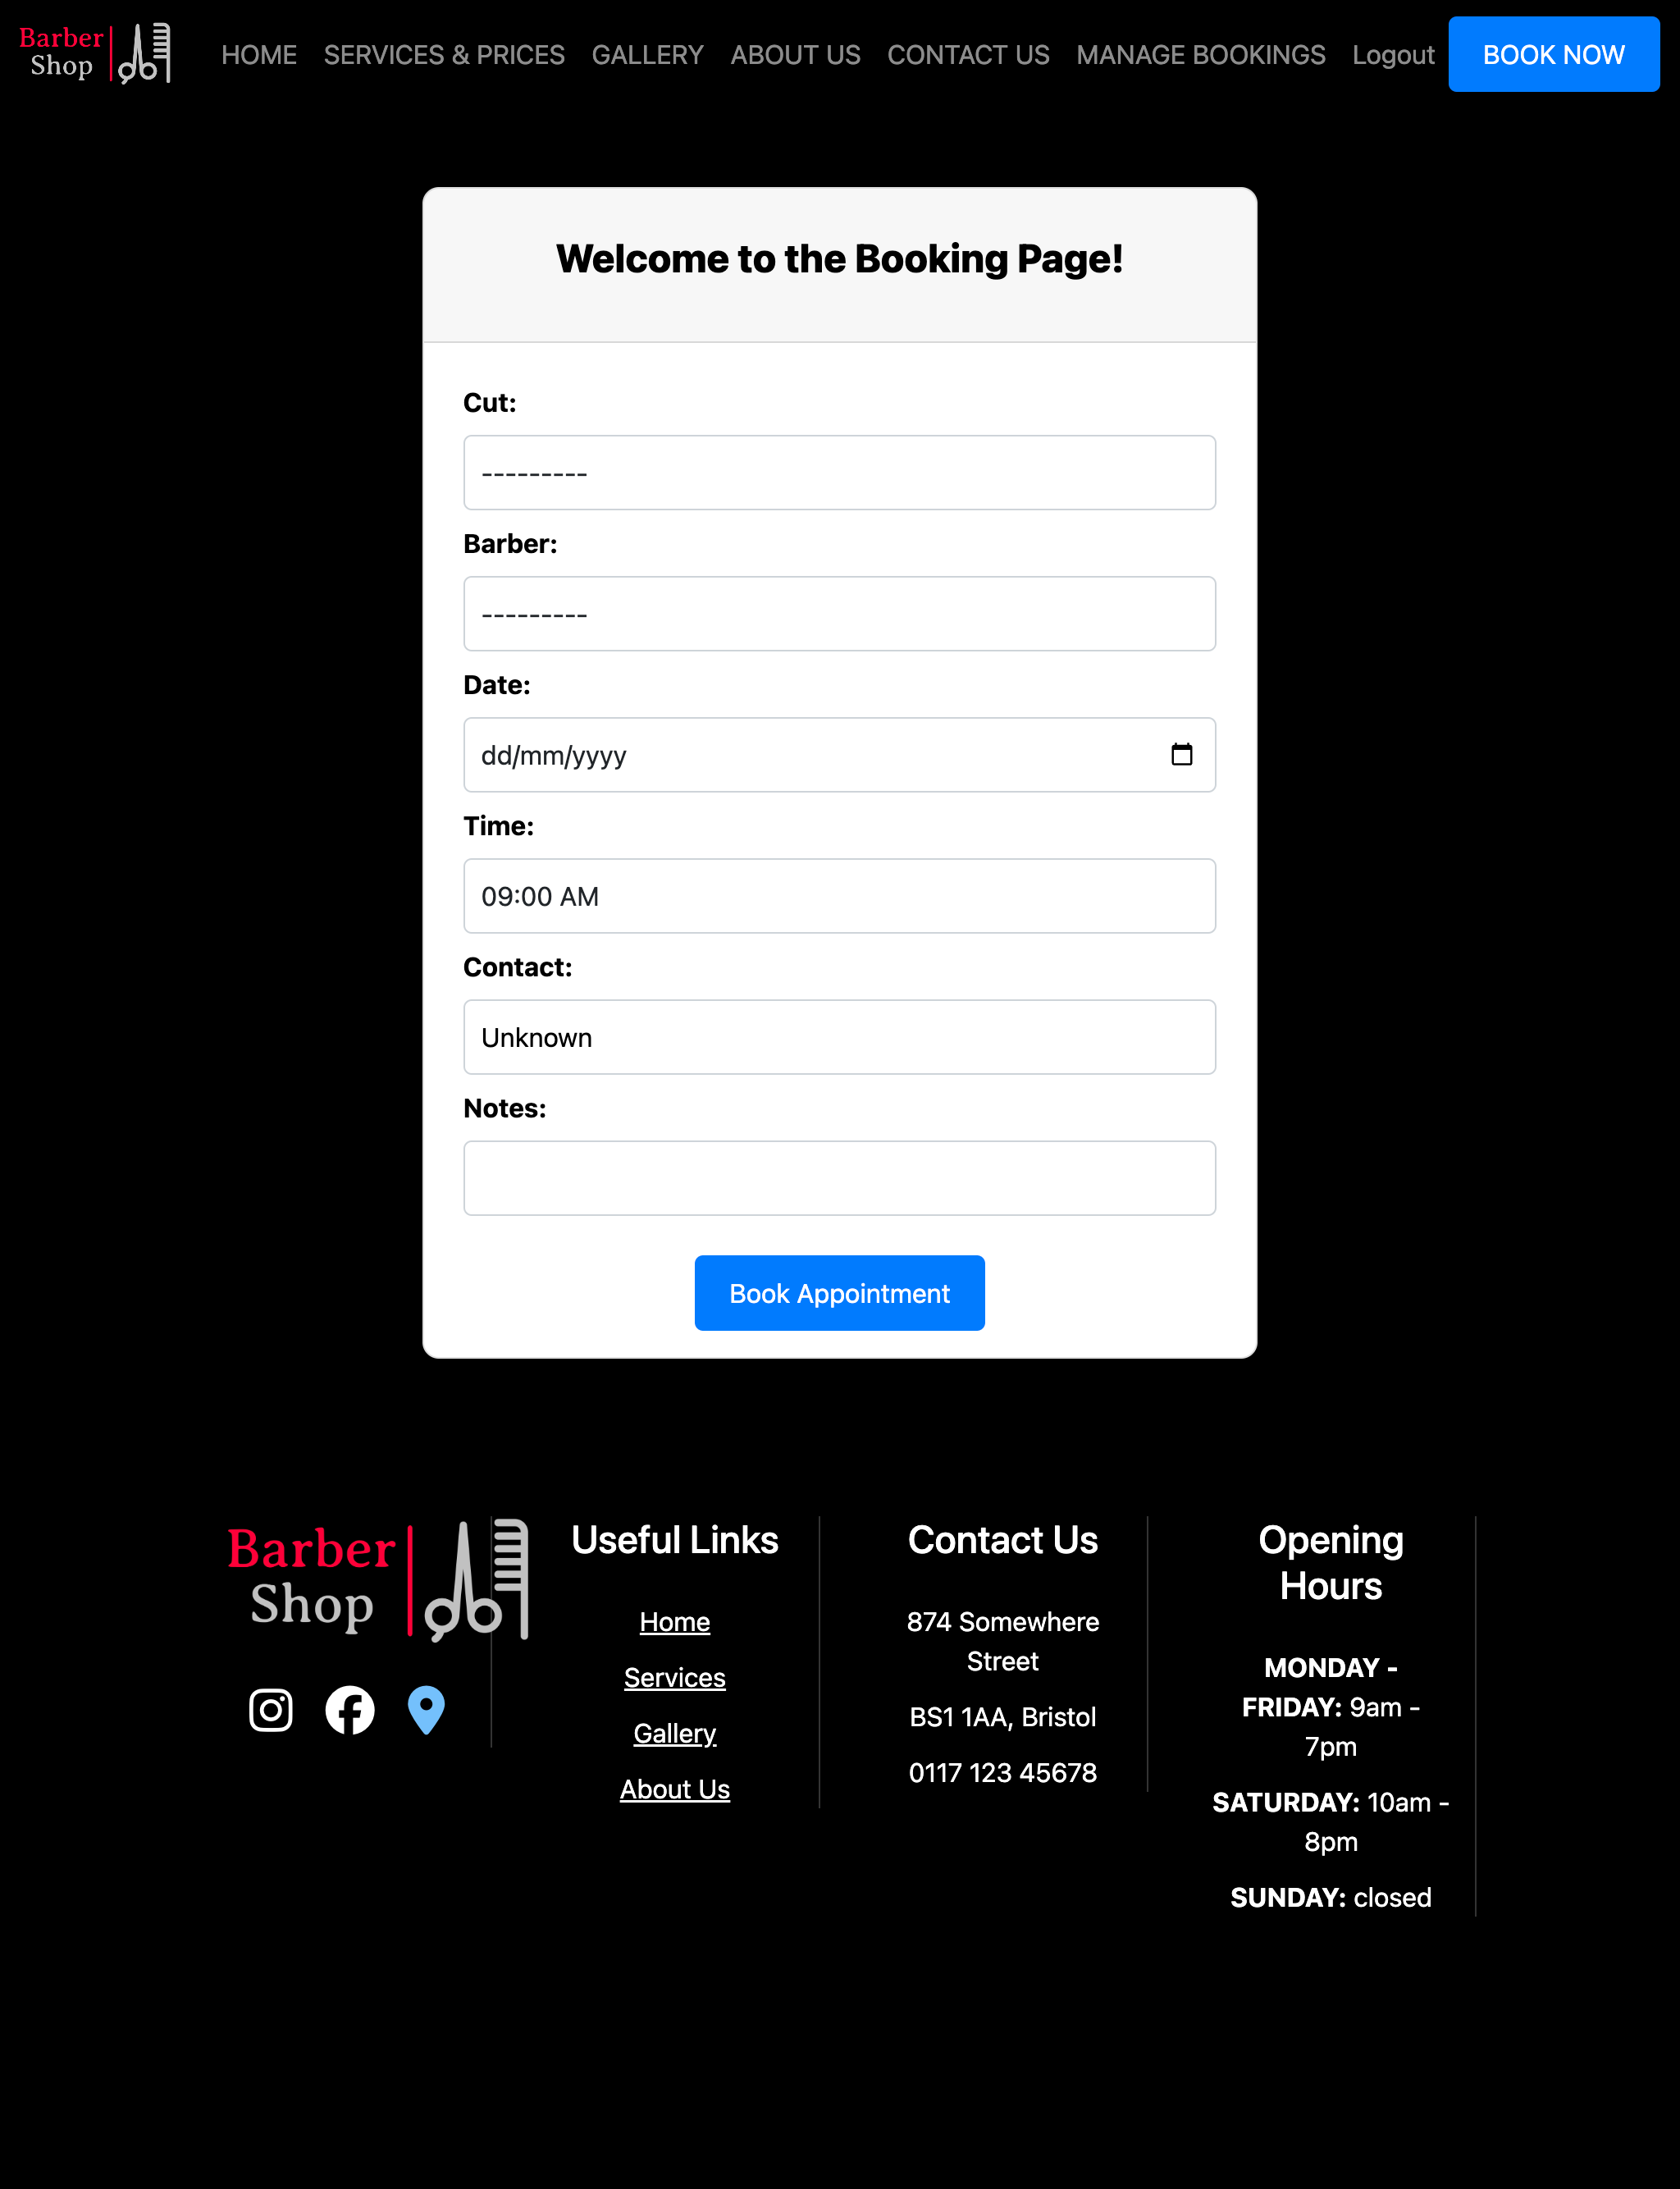 Barber
Shop
HOME SERVICES & PRICES GALLERY ABOUT US CONTACT US MANAGE BOOKINGS Logout BOOK NOW
Welcome to the Booking Page!
Cut:
---------
Barber:
---------
Date:
dd/mm/yyyy
Time:
09:00 AM
Contact:
Unknown
Notes:
Book Appointment
Barber
Shop
Useful Links
Home
Services
Gallery
About Us
Contact Us
874 Somewhere
Street
BS1 1AA, Bristol
0117 123 45678
Opening
Hours
MONDAY -
FRIDAY: 9am -
7pm
SATURDAY: 10am -
8pm
SUNDAY: closed